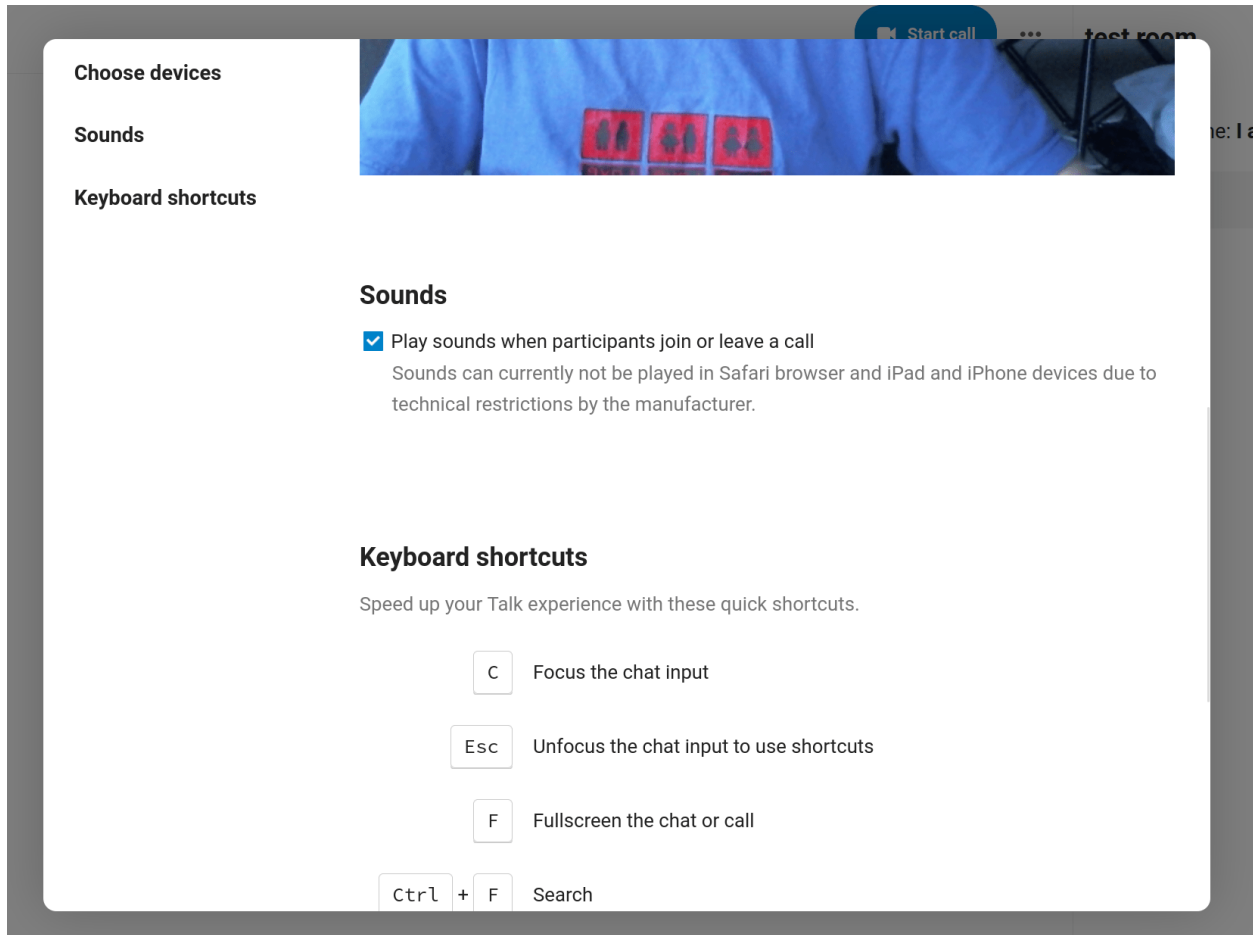 Start call
test room
Choose devices
Sounds
Keyboard shortcuts
Sounds
Play sounds when participants join or leave a call
Sounds can currently not be played in Safari browser and iPad and iPhone devices due to
technical restrictions by the manufacturer.
Keyboard shortcuts
Speed up your Talk experience with these quick shortcuts.
C Focus the chat input
Esc Unfocus the chat input to use shortcuts
F Fullscreen the chat or call
Ctrl + F Search